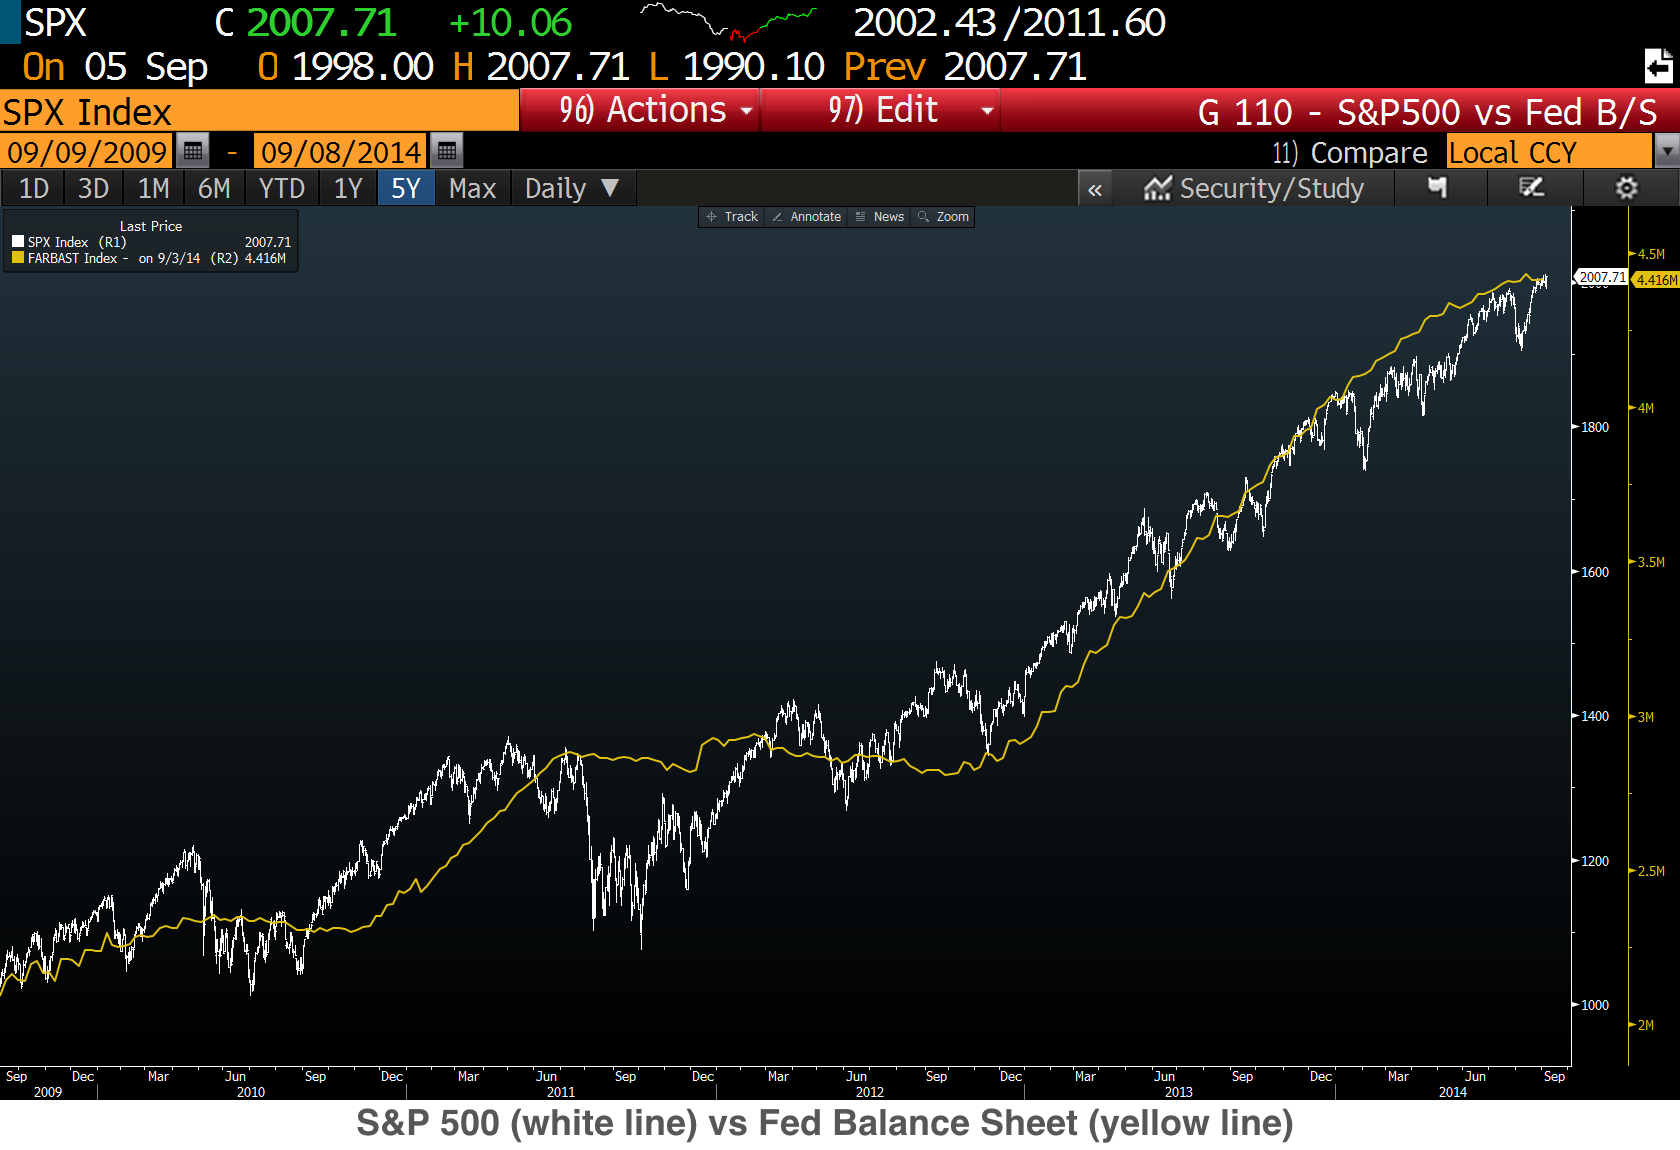 SPX C 2007.71 +10.06 2002.43/2011.60
On 05 Sep O 1998.00 H 2007.71 L 1990.10 Prev 2007.71
SPX Index 96) Actions 97) Edit G 110 - S&P500 vs Fed B/S
09/09/2009 - 09/08/2014 11) Compare Local CCY
1D 3D 1M 6M YTD 1Y 5Y Max Daily ▼ « Security/Study
Track Annotate News Zoom
Last Price
SPX Index (R1) 2007.71
FARBAST Index - on 9/3/14 (R2) 4.416M
4.5M
2007.71 4.416M
4M
1800
3.5M
1600
1400 3M
1200
2.5M
1000
2M
Sep Dec Mar Jun Sep Dec Mar Jun Sep Dec Mar Jun Sep Dec Mar Jun Sep Dec Mar Jun Sep
2009 2010 2011 2012 2013 2014
S&P 500 (white line) vs Fed Balance Sheet (yellow line)